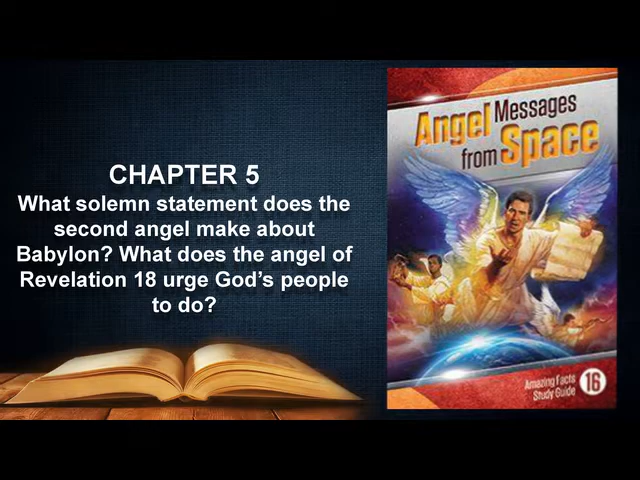 CHAPTER 5
What solemn statement does the
second angel make about
Babylon? What does the angel of
Revelation 18 urge God's people
to do?
Angel Messages
from Space
Amazing Facts
Study Guide 16